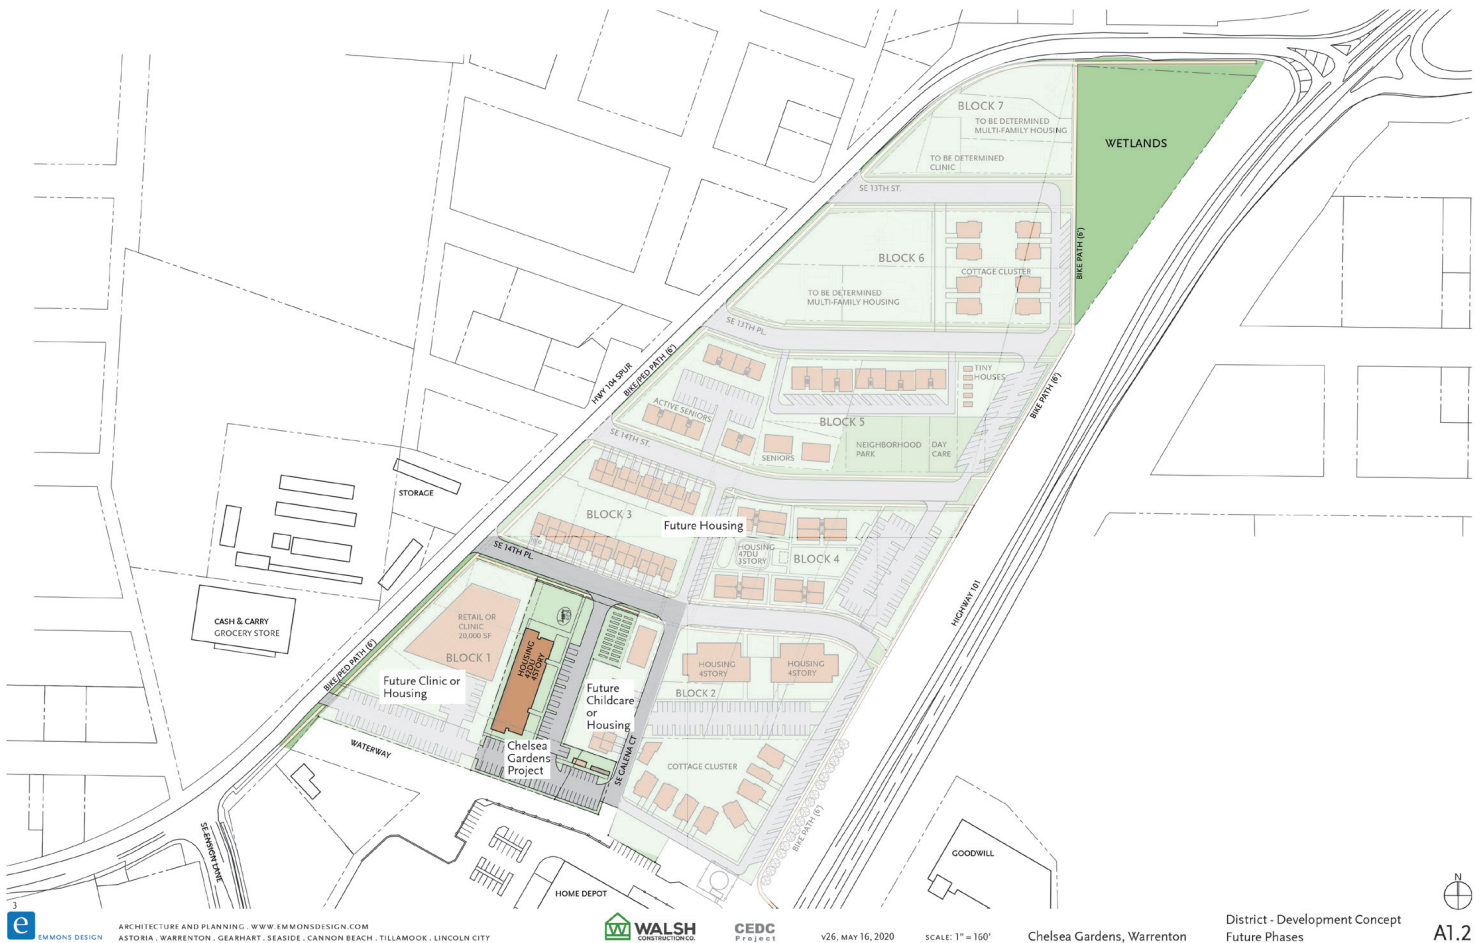 BLOCK 7
TO BE DETERMINED
MULTI-FAMILY HOUSING
TO BE DETERMINED
CLINIC
WETLANDS
SE 13TH ST.
BIKE PATH (6')
BLOCK 6
COTTAGE CLUSTER
TO BE DETERMINED
MULTI-FAMILY HOUSING
SE 13TH PL.
HWY 104 SPUR
BIKE/PED PATH (6')
TINY
HOUSES
BIKE PATH (6')
ACTIVE SENIORS
BLOCK 5
SE 14TH ST.
SENIORS
NEIGHBORHOOD
PARK
DAY
CARE
STORAGE
BLOCK 3
Future Housing
SE 14TH PL.
HOUSING
47DU
3STORY
BLOCK 4
HIGHWAY 101
CASH & CARRY
GROCERY STORE
RETAIL OR
CLINIC
20,000 SF
BLOCK 1
HOUSING
42DU
4STORY
BIKE/PED PATH (6')
Future Clinic or
Housing
Future
Childcare
or
Housing
HOUSING
4STORY
HOUSING
4STORY
BLOCK 2
WATERWAY
Chelsea
Gardens
Project
SE GALENA CT
COTTAGE CLUSTER
BIKE PATH (6')
SE ENSIGN LANE
HOME DEPOT
GOODWILL
N
3
e
EMMONS DESIGN
ARCHITECTURE AND PLANNING . WWW.EMMONSDESIGN.COM
ASTORIA . WARRENTON . GEARHART . SEASIDE . CANNON BEACH . TILLAMOOK . LINCOLN CITY
WALSH
CONSTRUCTION CO.
CEDC
Project
v26, MAY 16, 2020
SCALE: 1" = 160'
Chelsea Gardens, Warrenton
District - Development Concept
Future Phases
A1.2